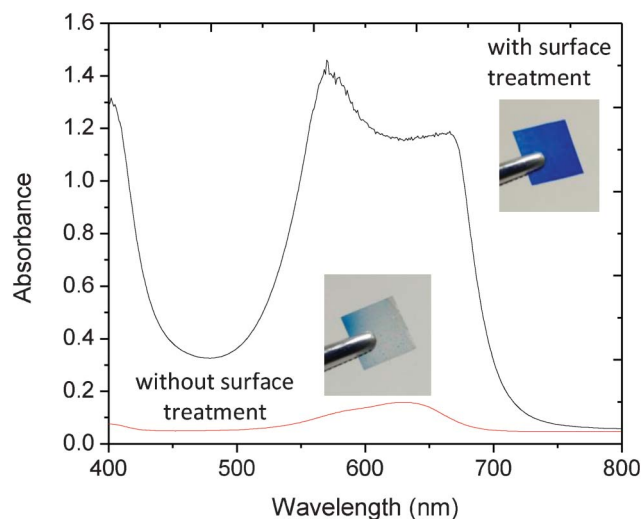 1.6
1.4
1.2
1.0
0.8
0.6
0.4
0.2
0.0
Absorbance
with surface
treatment
without surface
treatment
400
500
600
700
800
Wavelength (nm)